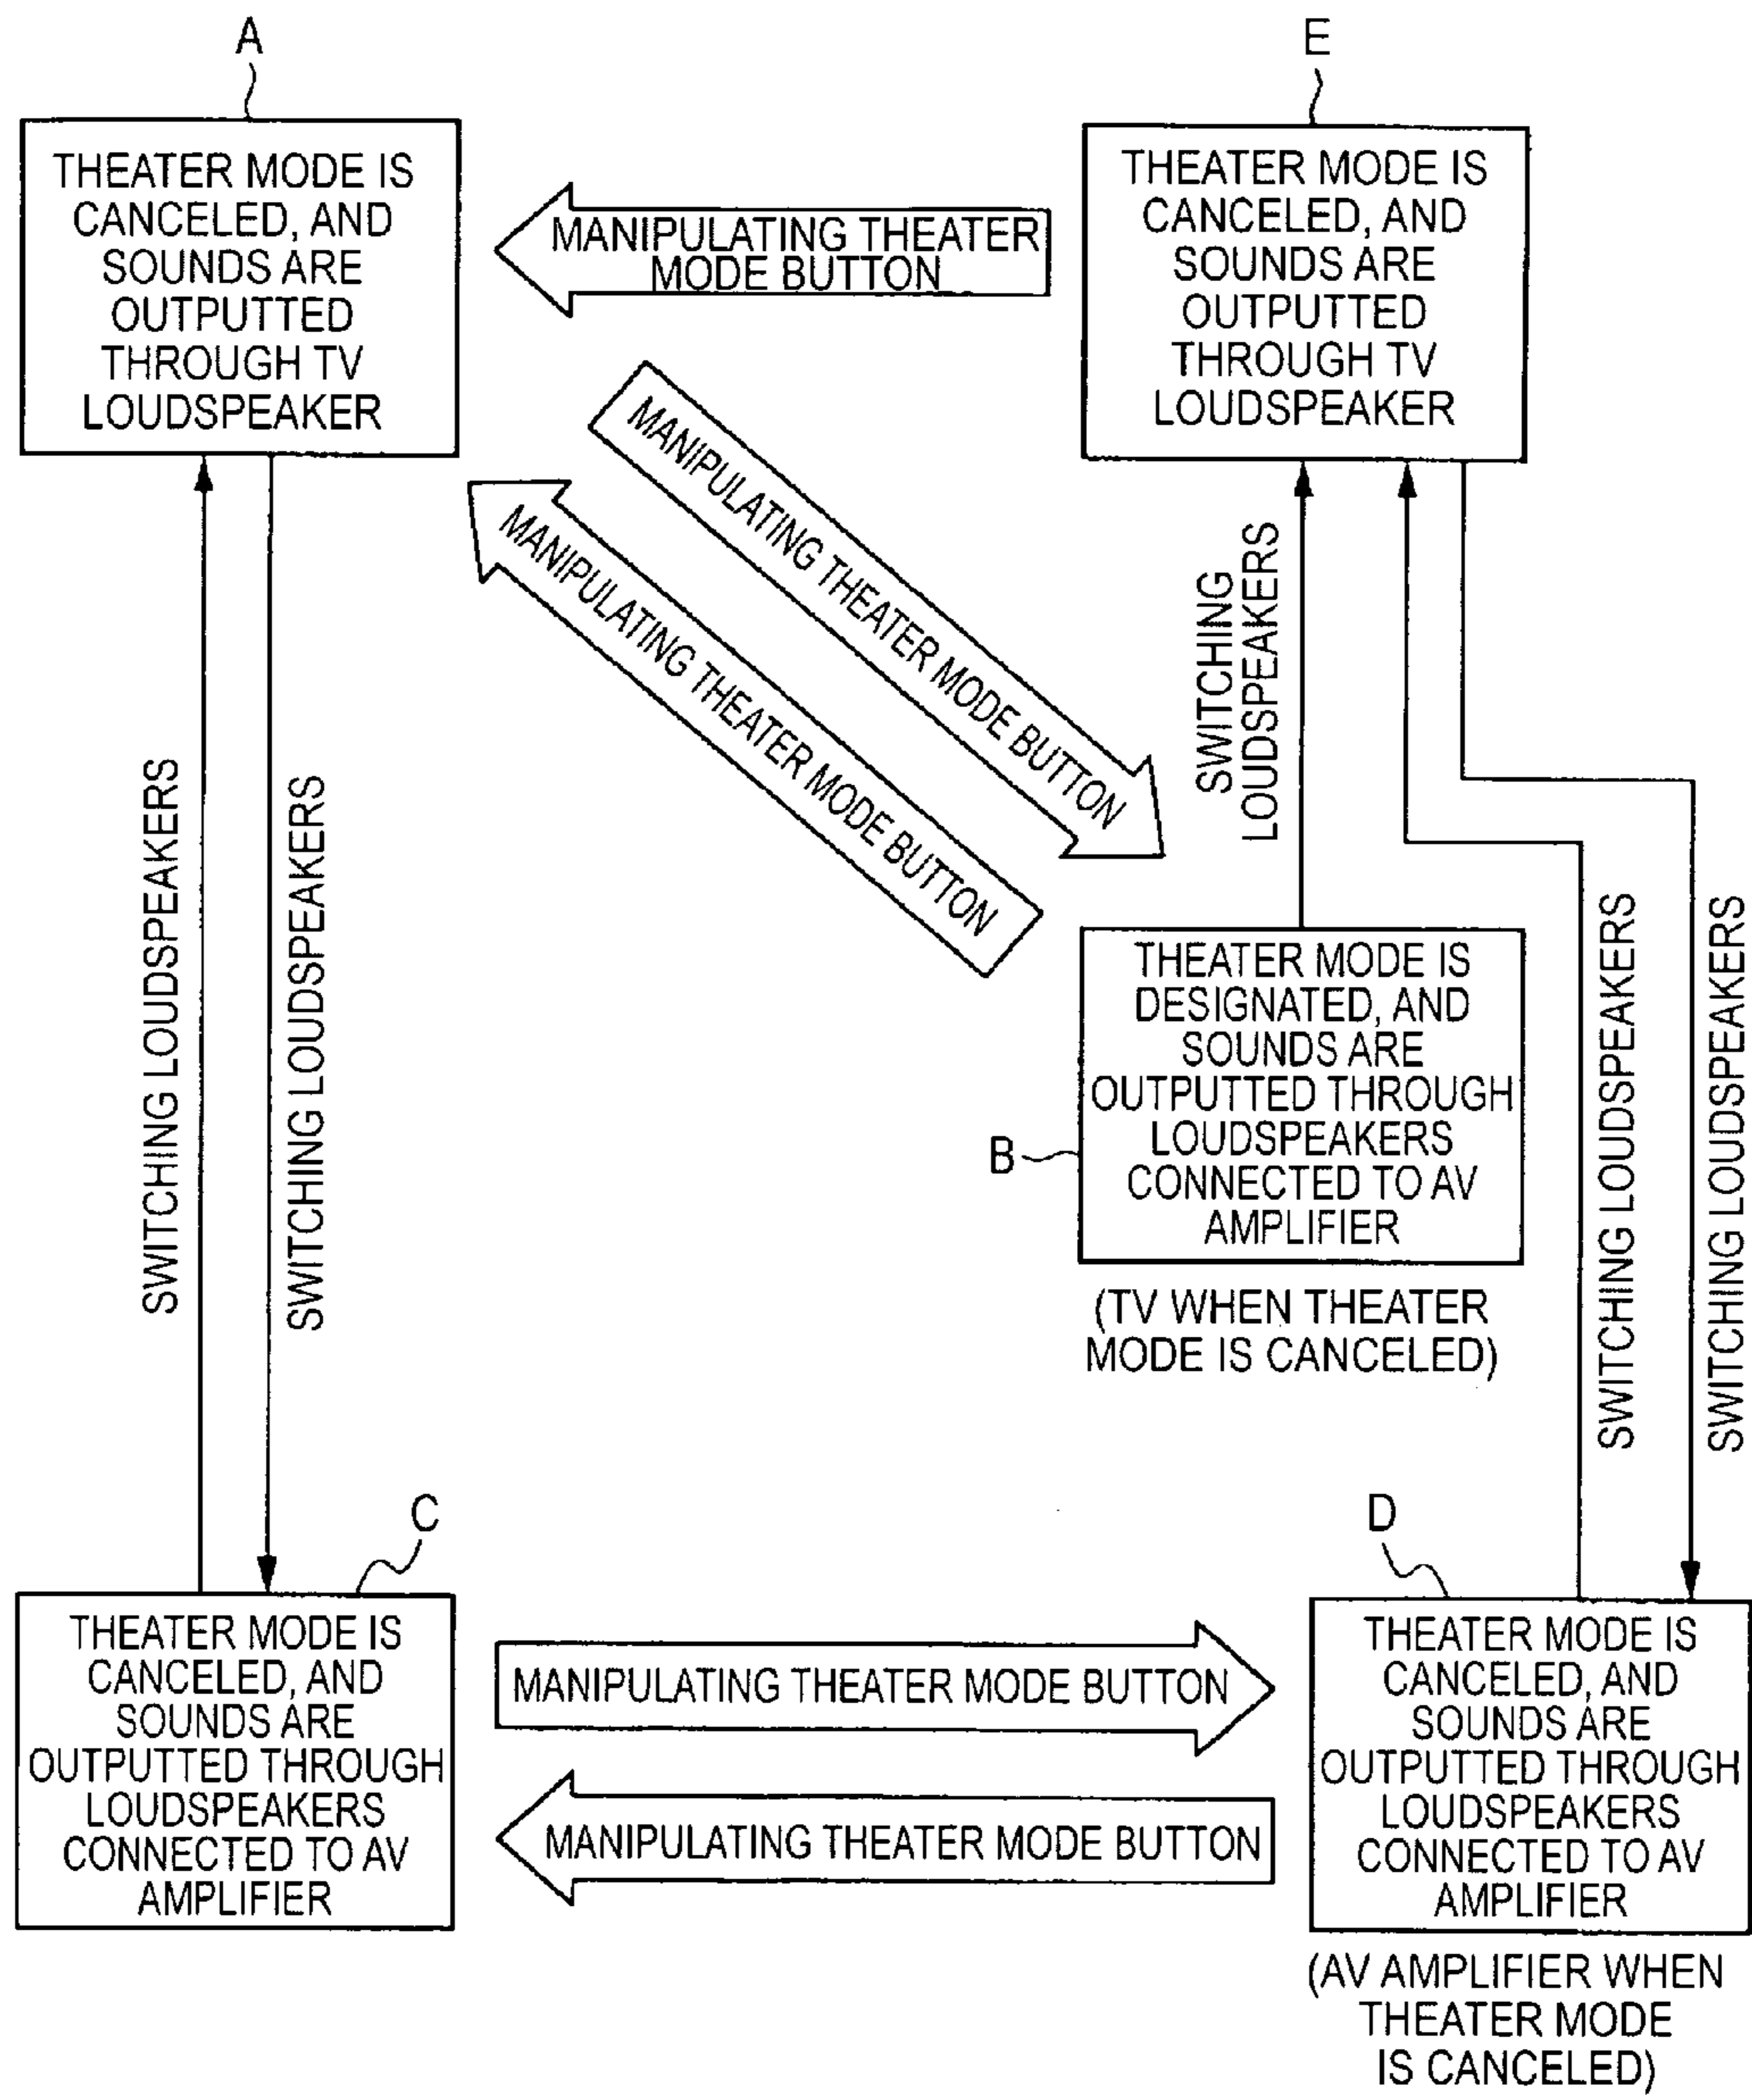 A
THEATER MODE IS
CANCELED, AND
SOUNDS ARE
OUTPUTTED
THROUGH TV
LOUDSPEAKER
E
THEATER MODE IS
CANCELED, AND
SOUNDS ARE
OUTPUTTED
THROUGH TV
LOUDSPEAKER
MANIPULATING THEATER
MODE BUTTON
MANIPULATING THEATER MODE BUTTON
MANIPULATING THEATER MODE BUTTON
SWITCHING
LOUDSPEAKERS
SWITCHING LOUDSPEAKERS
SWITCHING LOUDSPEAKERS
B
THEATER MODE IS
DESIGNATED, AND
SOUNDS ARE
OUTPUTTED THROUGH
LOUDSPEAKERS
CONNECTED TO AV
AMPLIFIER
(TV WHEN THEATER
MODE IS CANCELED)
SWITCHING LOUDSPEAKERS
SWITCHING LOUDSPEAKERS
C
THEATER MODE IS
CANCELED, AND
SOUNDS ARE
OUTPUTTED THROUGH
LOUDSPEAKERS
CONNECTED TO AV
AMPLIFIER
MANIPULATING THEATER MODE BUTTON
MANIPULATING THEATER MODE BUTTON
D
THEATER MODE IS
CANCELED, AND
SOUNDS ARE
OUTPUTTED THROUGH
LOUDSPEAKERS
CONNECTED TO AV
AMPLIFIER
(AV AMPLIFIER WHEN
THEATER MODE
IS CANCELED)